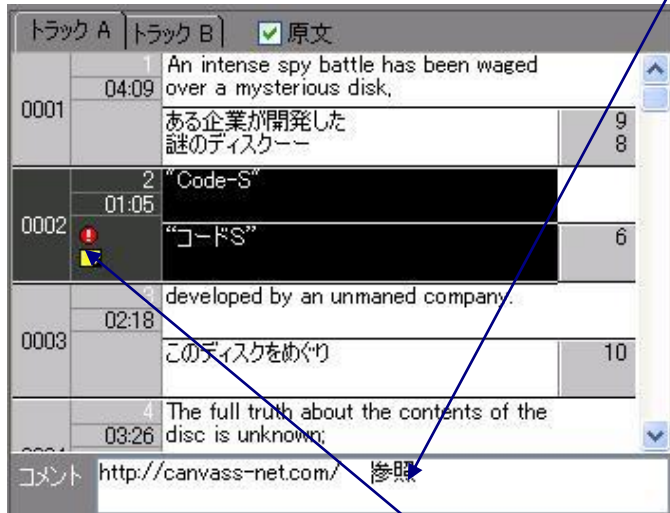 トラック A トラック B 原文
0001
1
04:09
An intense spy battle has been waged
over a mysterious disk,
ある企業が開発した 9
謎のディスクーー 8
0002
2
01:05
"Code-S"
“コードS” 6
0003
3
02:18
developed by an unmaned company.
このディスクをめぐり 10
4
03:26
The full truth about the contents of the
disc is unknown;
コメント http://canvass-net.com/ 参照